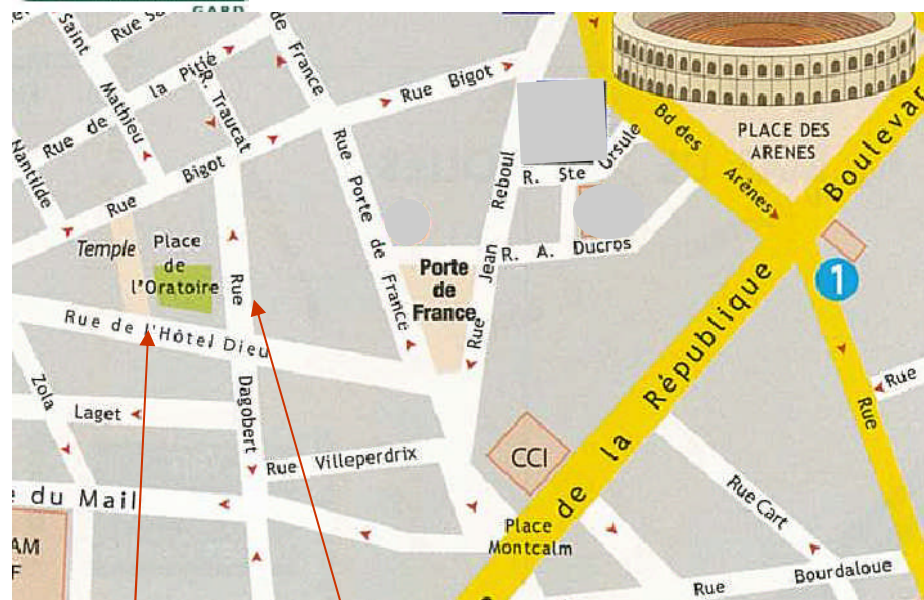 GARD
Saint
Mathieu
Rue de la Pitié
R. Traucat
de France
Rue Bigot
Rue Bigot
Nantilde
Temple
Place
de
l'Oratoire
Rue
Rue de l'Hôtel Dieu
Rue Porte de France
Porte
de
France
Rue Jean Reboul
R. Ste Ursule
R. A. Ducros
Bd des Arènes
PLACE DES
ARENES
Boulevar
de la République
1
Rue
Rue
Zola
Laget
Dagobert
Rue Villeperdrix
CCI
e du Mail
AM
F
Place
Montcalm
Rue Cart
Rue Bourdaloue